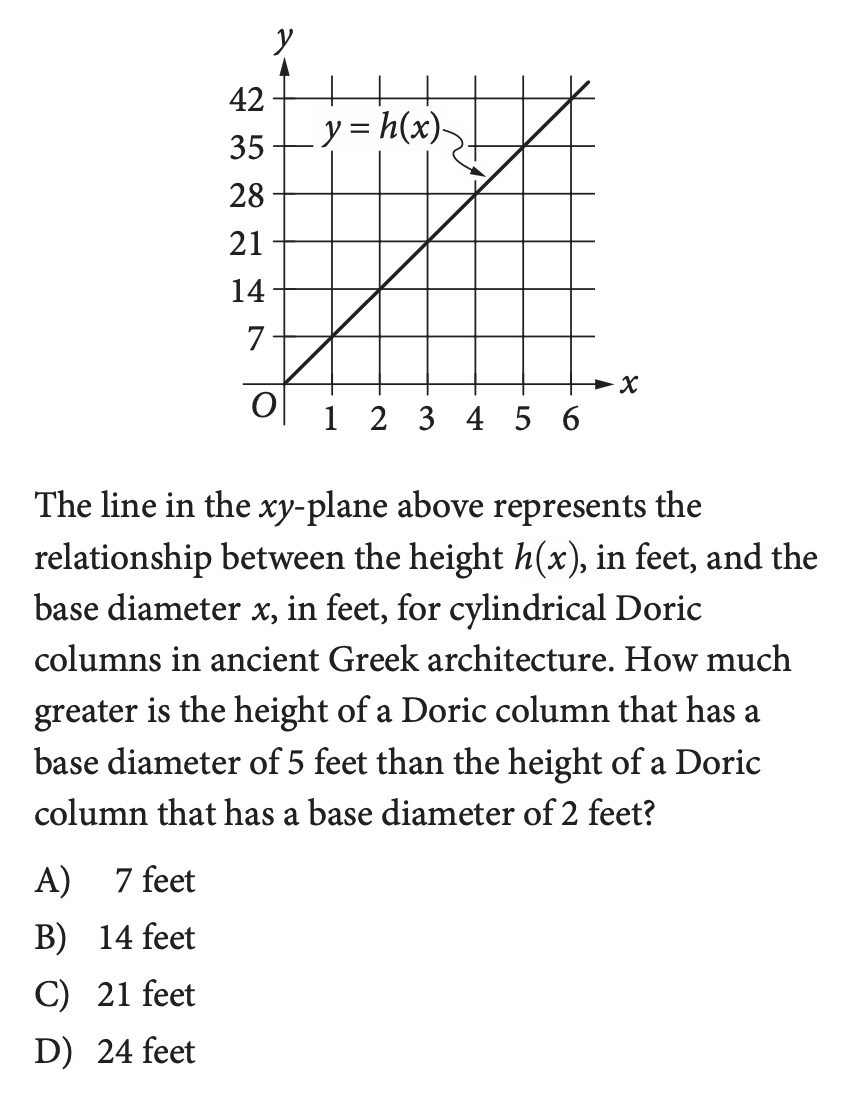 y
42
35
28
21
14
7
y = h(x)
O
1 2 3 4 5 6
x
The line in the xy-plane above represents the
relationship between the height h(x), in feet, and the
base diameter x, in feet, for cylindrical Doric
columns in ancient Greek architecture. How much
greater is the height of a Doric column that has a
base diameter of 5 feet than the height of a Doric
column that has a base diameter of 2 feet?
A) 7 feet
B) 14 feet
C) 21 feet
D) 24 feet